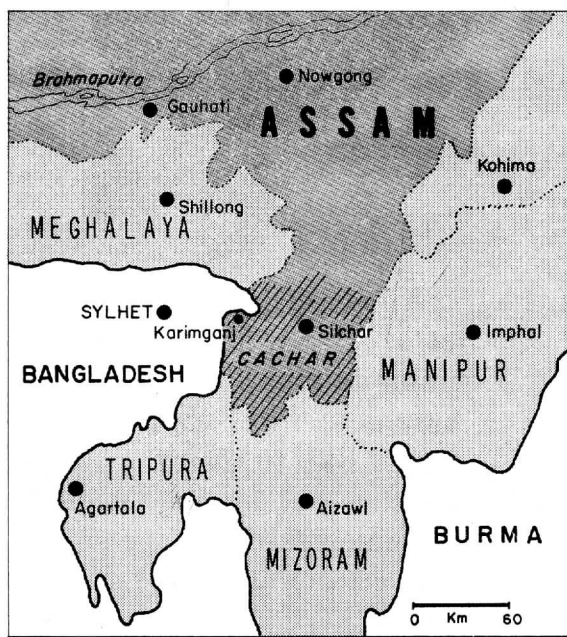 Brahmaputra
Nowgong
Gauhati
ASSAM
Kohima
Shillong
MEGHALAYA
SYLHET
Karimganj
Silchar
Imphal
CACHAR
BANGLADESH
MANIPUR
TRIPURA
Agartala
Aizawl
BURMA
MIZORAM
0 Km 60